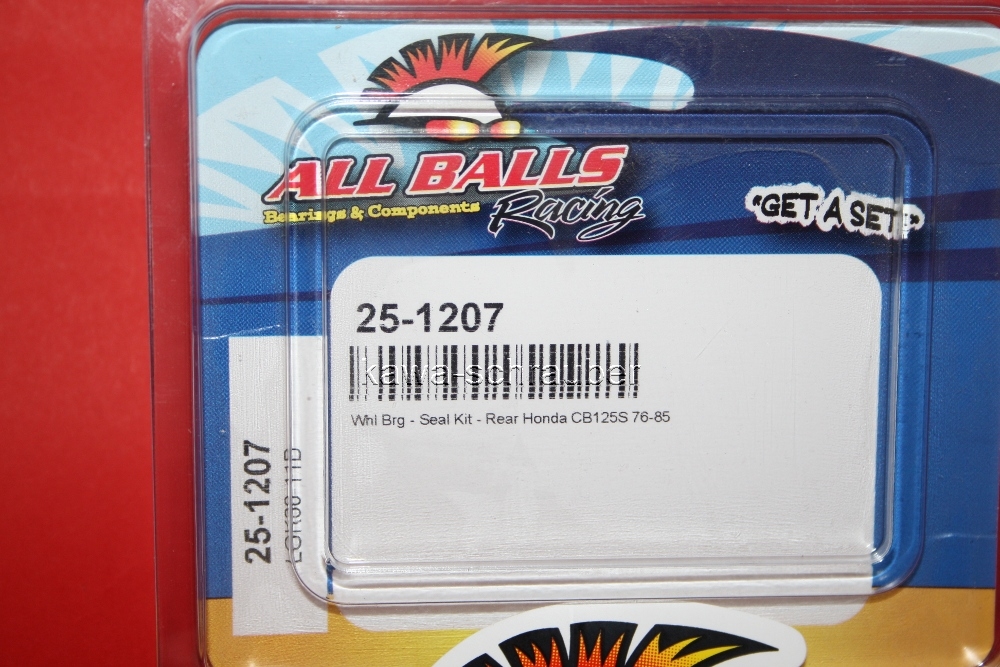 ALL BALLS
Bearings & Components
Racing
"GET A SET!"
25-1207
kawa-schrauber
Whl Brg - Seal Kit - Rear Honda CB125S 76-85
25-1207